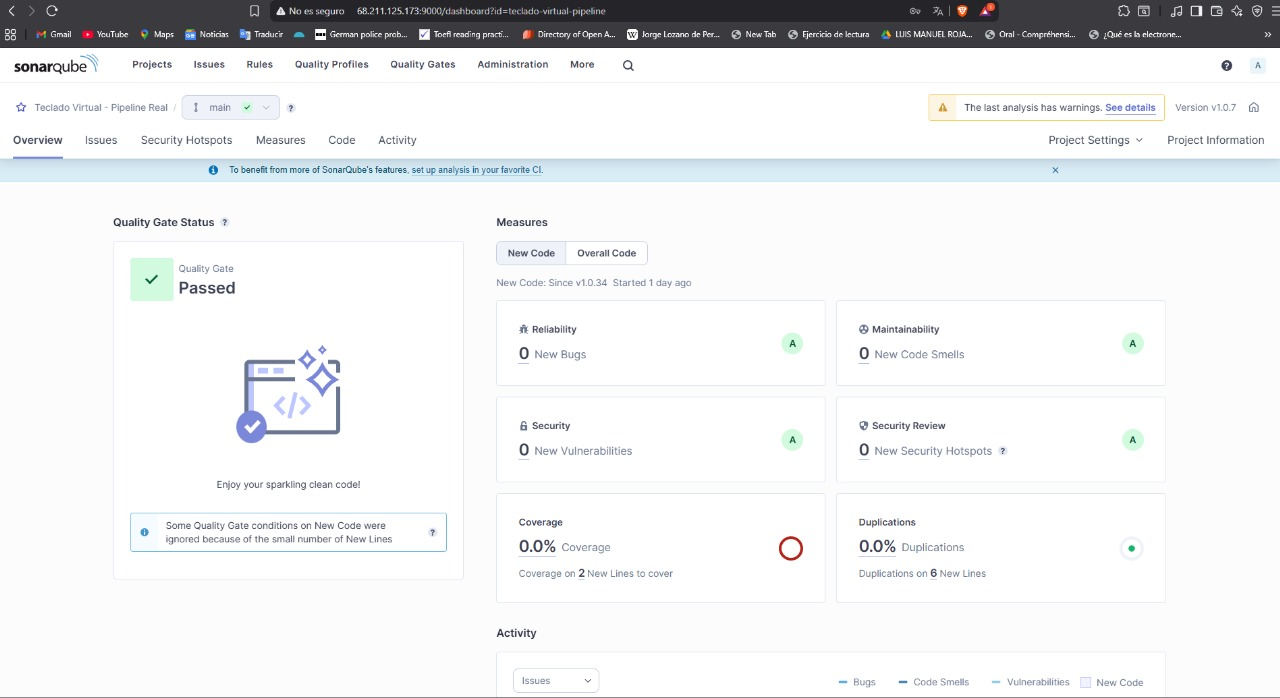 No es seguro 68.211.125.173:9000/dashboard?id=teclado-virtual-pipeline
Gmail YouTube Maps Noticias Traducir German police prob... Toefl reading practi... Directory of Open A... Jorge Lozano de Per... New Tab Ejercicio de lectura LUIS MANUEL ROJA... Oral - Compréhensi... ¿Qué es la electrone... »
sonarqube Projects Issues Rules Quality Profiles Quality Gates Administration More A
Teclado Virtual - Pipeline Real / main The last analysis has warnings. See details Version v1.0.7
Overview Issues Security Hotspots Measures Code Activity Project Settings Project Information
To benefit from more of SonarQube's features, set up analysis in your favorite CI.
Quality Gate Status ?
Quality Gate
Passed
Enjoy your sparkling clean code!
Some Quality Gate conditions on New Code were
ignored because of the small number of New Lines
Measures
New Code Overall Code
New Code: Since v1.0.34 Started 1 day ago
Reliability
0 New Bugs A
Maintainability
0 New Code Smells A
Security
0 New Vulnerabilities A
Security Review
0 New Security Hotspots ? A
Coverage
0.0% Coverage
Coverage on 2 New Lines to cover
Duplications
0.0% Duplications
Duplications on 6 New Lines
Activity
Issues Bugs Code Smells Vulnerabilities New Code